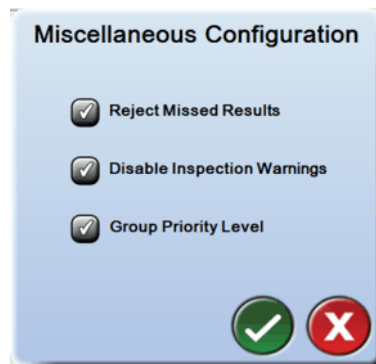 Miscellaneous Configuration
Reject Missed Results
Disable Inspection Warnings
Group Priority Level